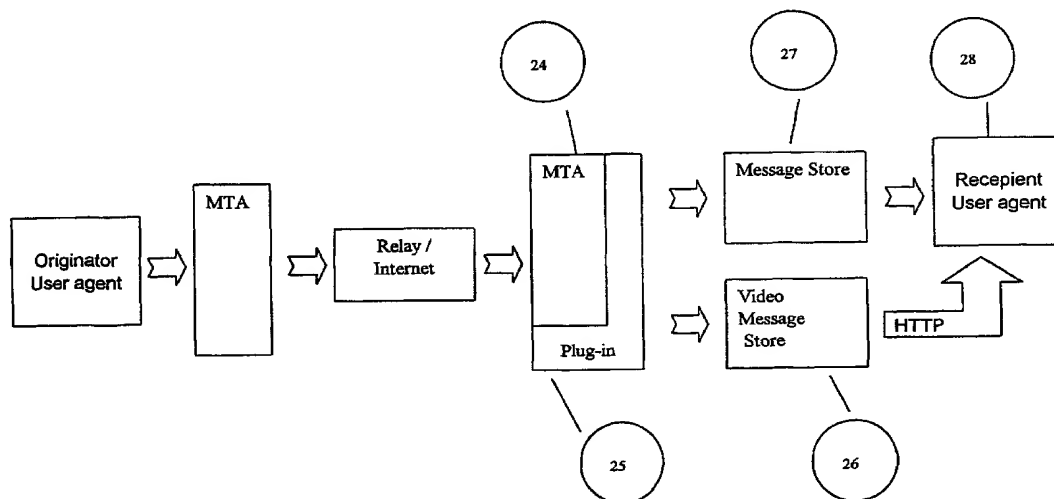 24
27
28
MTA
Message Store
Recepient
User agent
MTA
Originator
User agent
Relay /
Internet
Video
Message
Store
HTTP
Plug-in
25
26